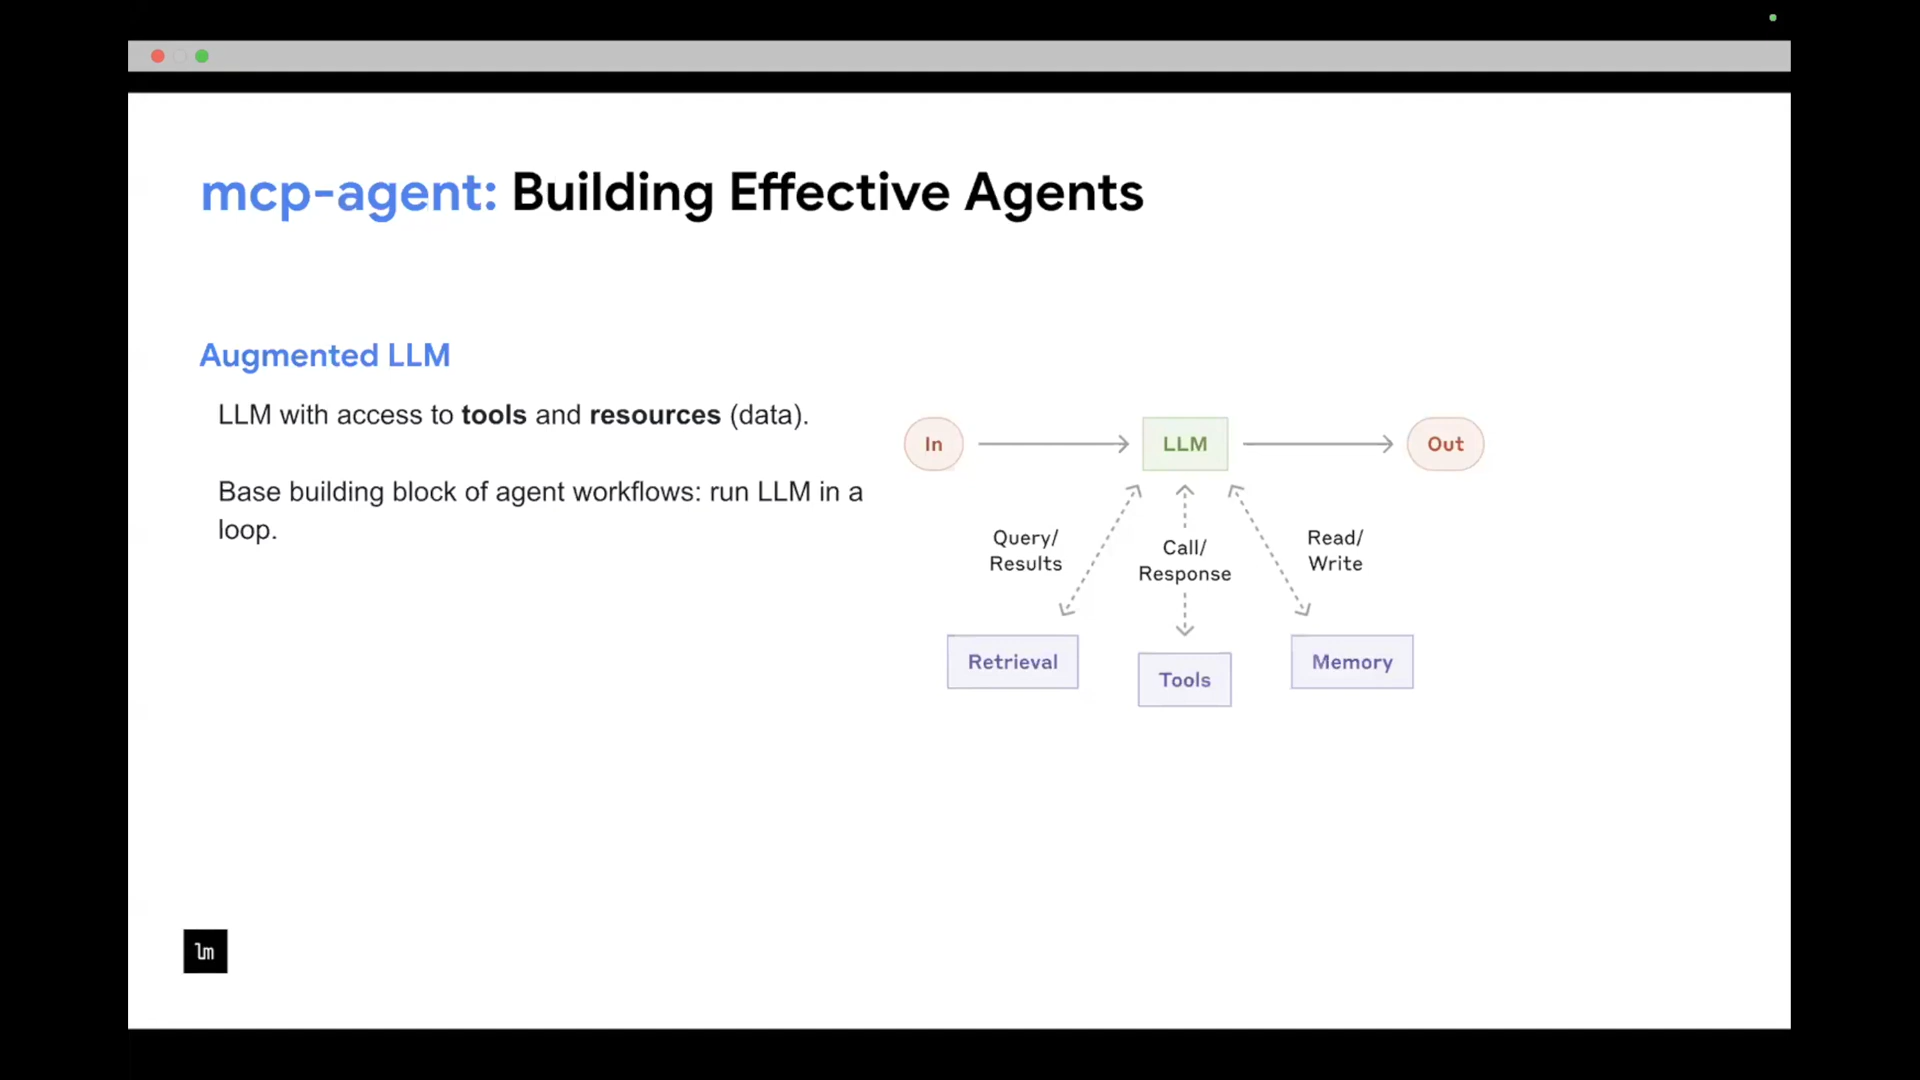 mcp-agent: Building Effective Agents
Augmented LLM
LLM with access to tools and resources (data).
Base building block of agent workflows: run LLM in a
loop.
In
LLM
Out
Query/
Results
Call/
Response
Read/
Write
Retrieval
Tools
Memory
lm